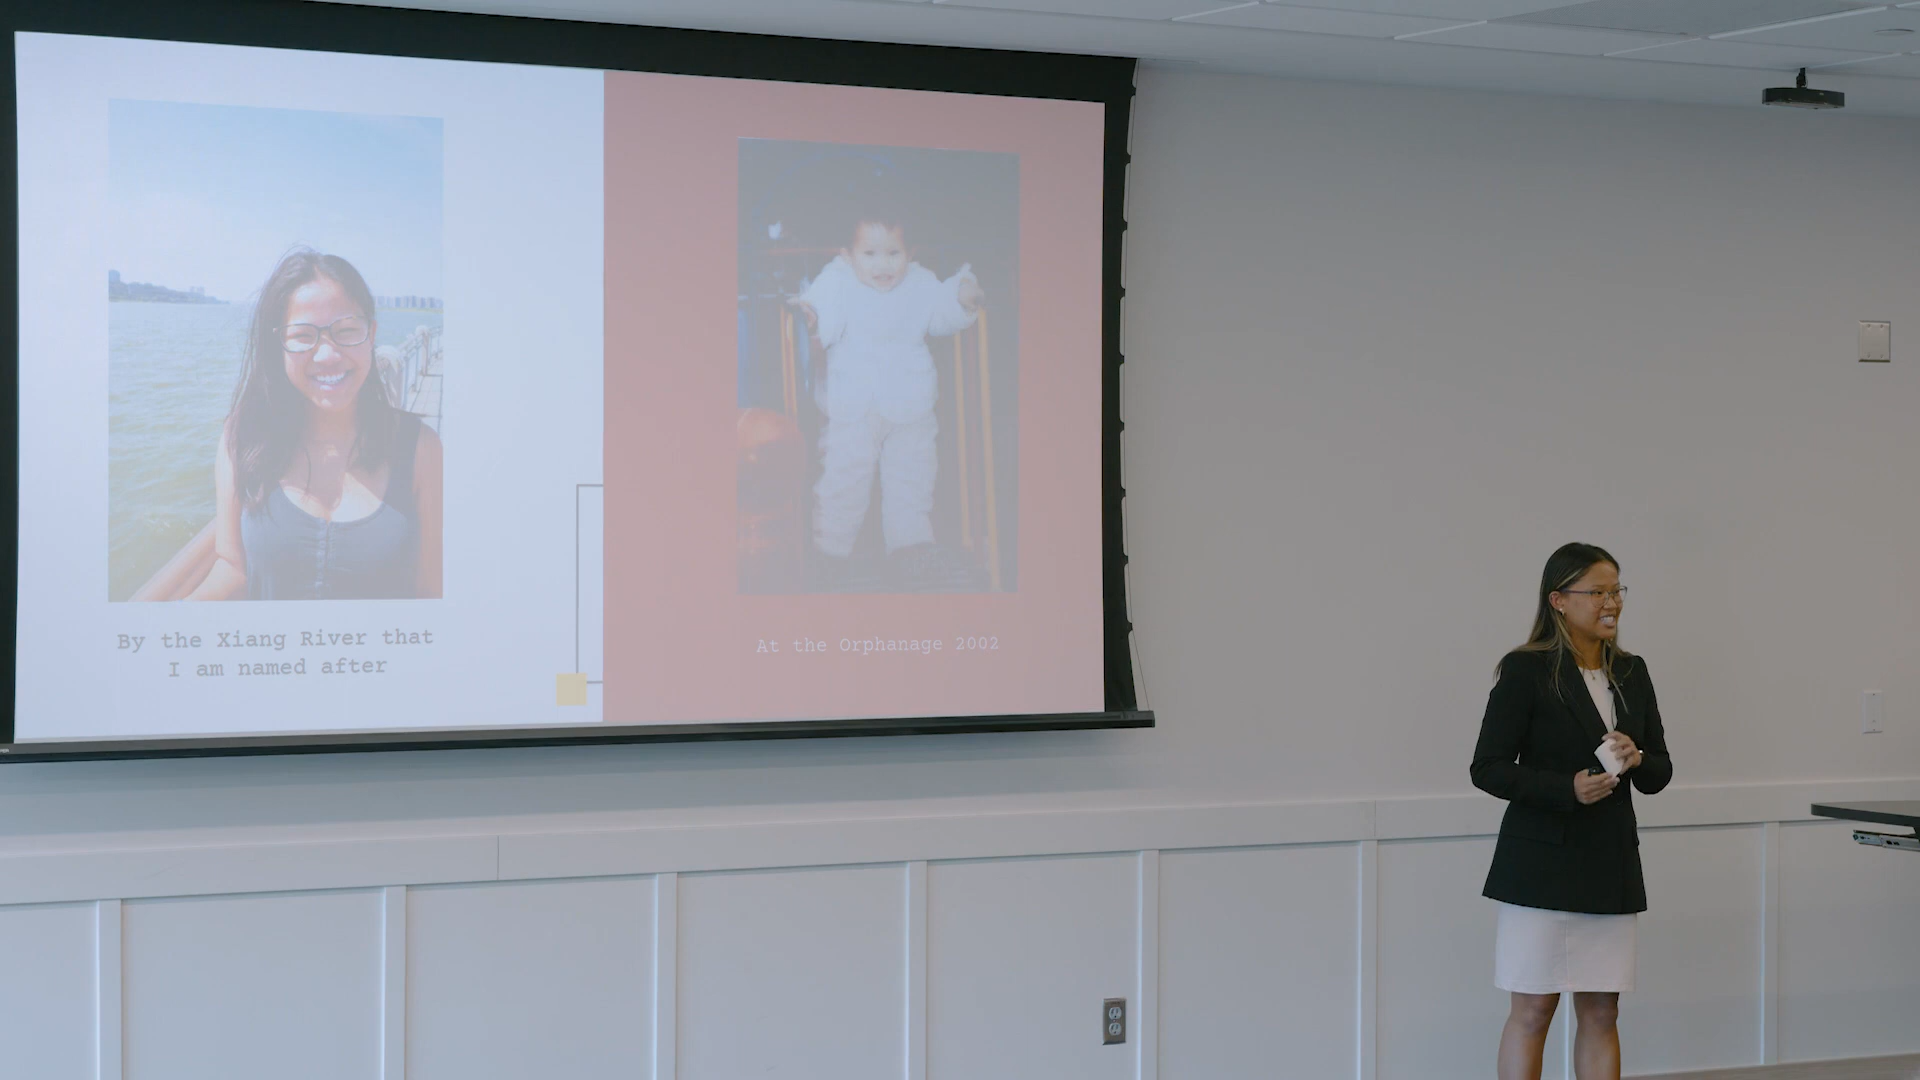 By the Xiang River that
I am named after
At the Orphanage 2002